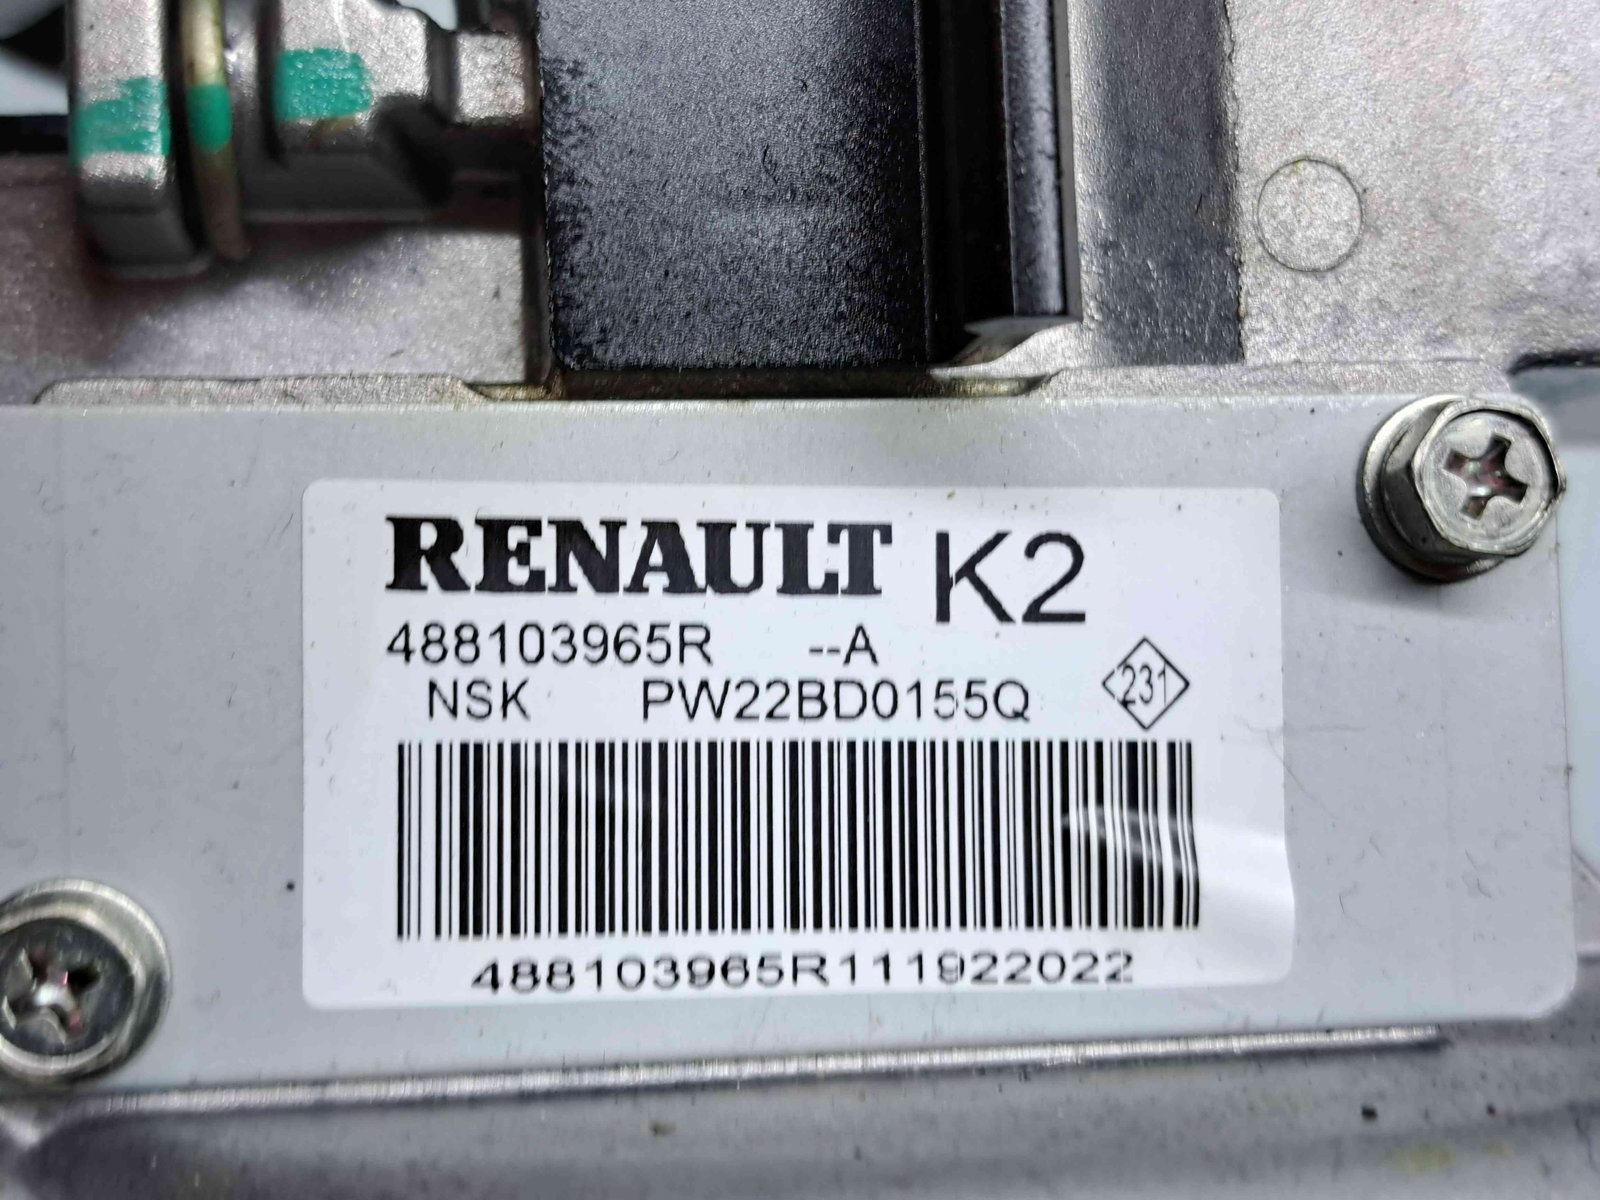 RENAULT K2
488103965R --A
NSK PW22BD0155Q 231
488103965R111922022